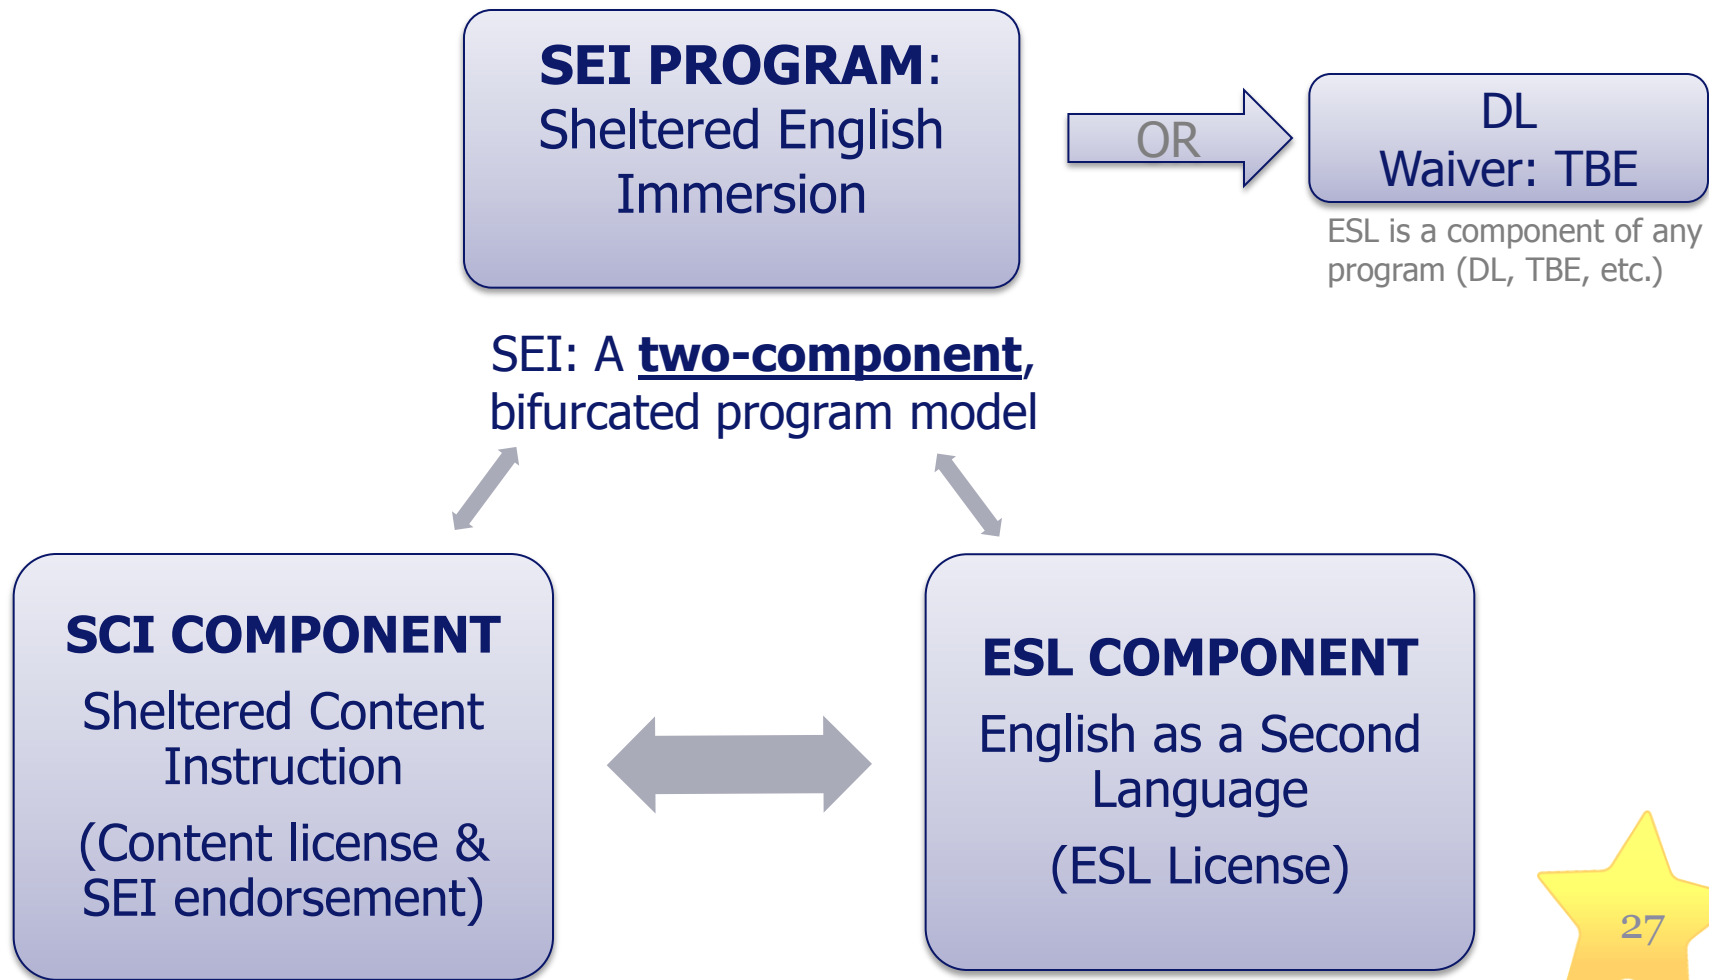 SEI PROGRAM:
Sheltered English
Immersion
OR
DL
Waiver: TBE
ESL is a component of any
program (DL, TBE, etc.)
SEI: A two-component,
bifurcated program model
SCI COMPONENT
Sheltered Content
Instruction
(Content license &
SEI endorsement)
ESL COMPONENT
English as a Second
Language
(ESL License)
27